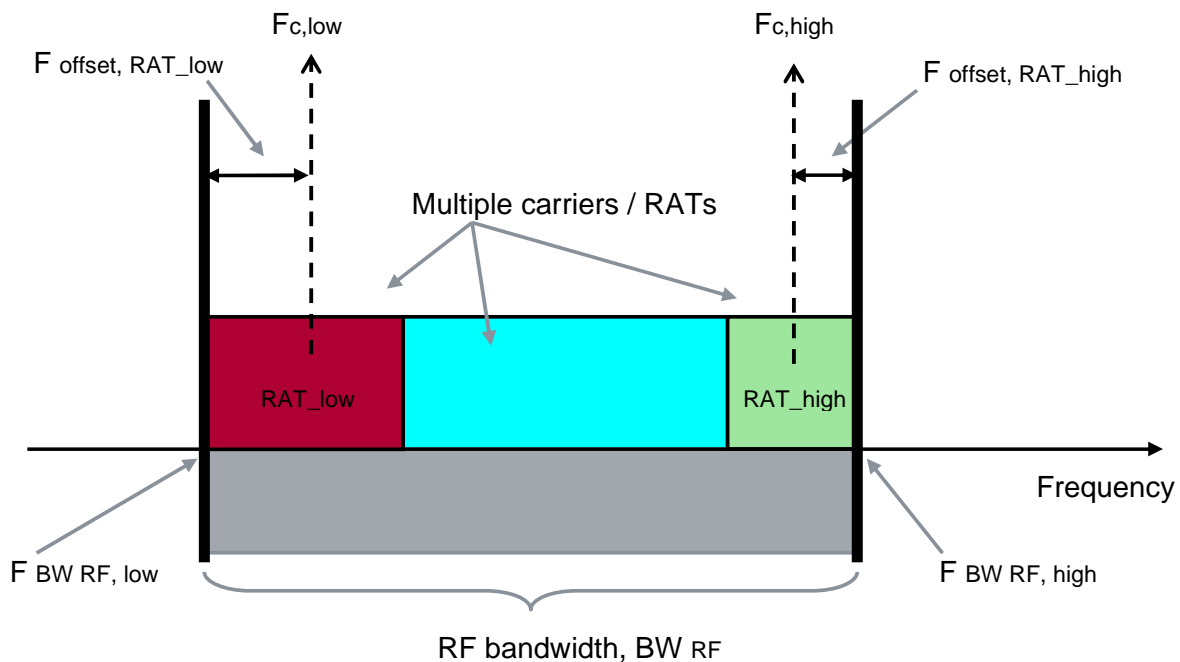 Fc,low
Fc,high
F offset, RAT_low
F offset, RAT_high
Multiple carriers / RATs
RAT_low
RAT_high
Frequency
F BW RF, low
F BW RF, high
RF bandwidth, BW RF